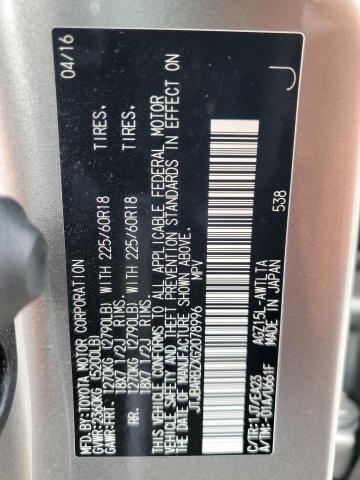 MFD.BY: TOYOTA MOTOR CORPORATION 04/16
GVWR:2360KG (5200LB)
GAWR:FRT. 1270KG (2790LB) WITH 225/60R18 TIRES.
18X7 1/2J RIMS.
RR. 1270KG (2790LB) WITH 225/60R18 TIRES.
18X7 1/2J RIMS.
THIS VEHICLE CONFORMS TO ALL APPLICABLE FEDERAL MOTOR
VEHICLE SAFETY AND THEFT PREVENTION STANDARDS IN EFFECT ON
THE DATE OF MANUFACTURE SHOWN ABOVE.
MPV
538
C/TR:1J7/EA23 AGZ15L-AWTLTA
MADE IN JAPAN
J